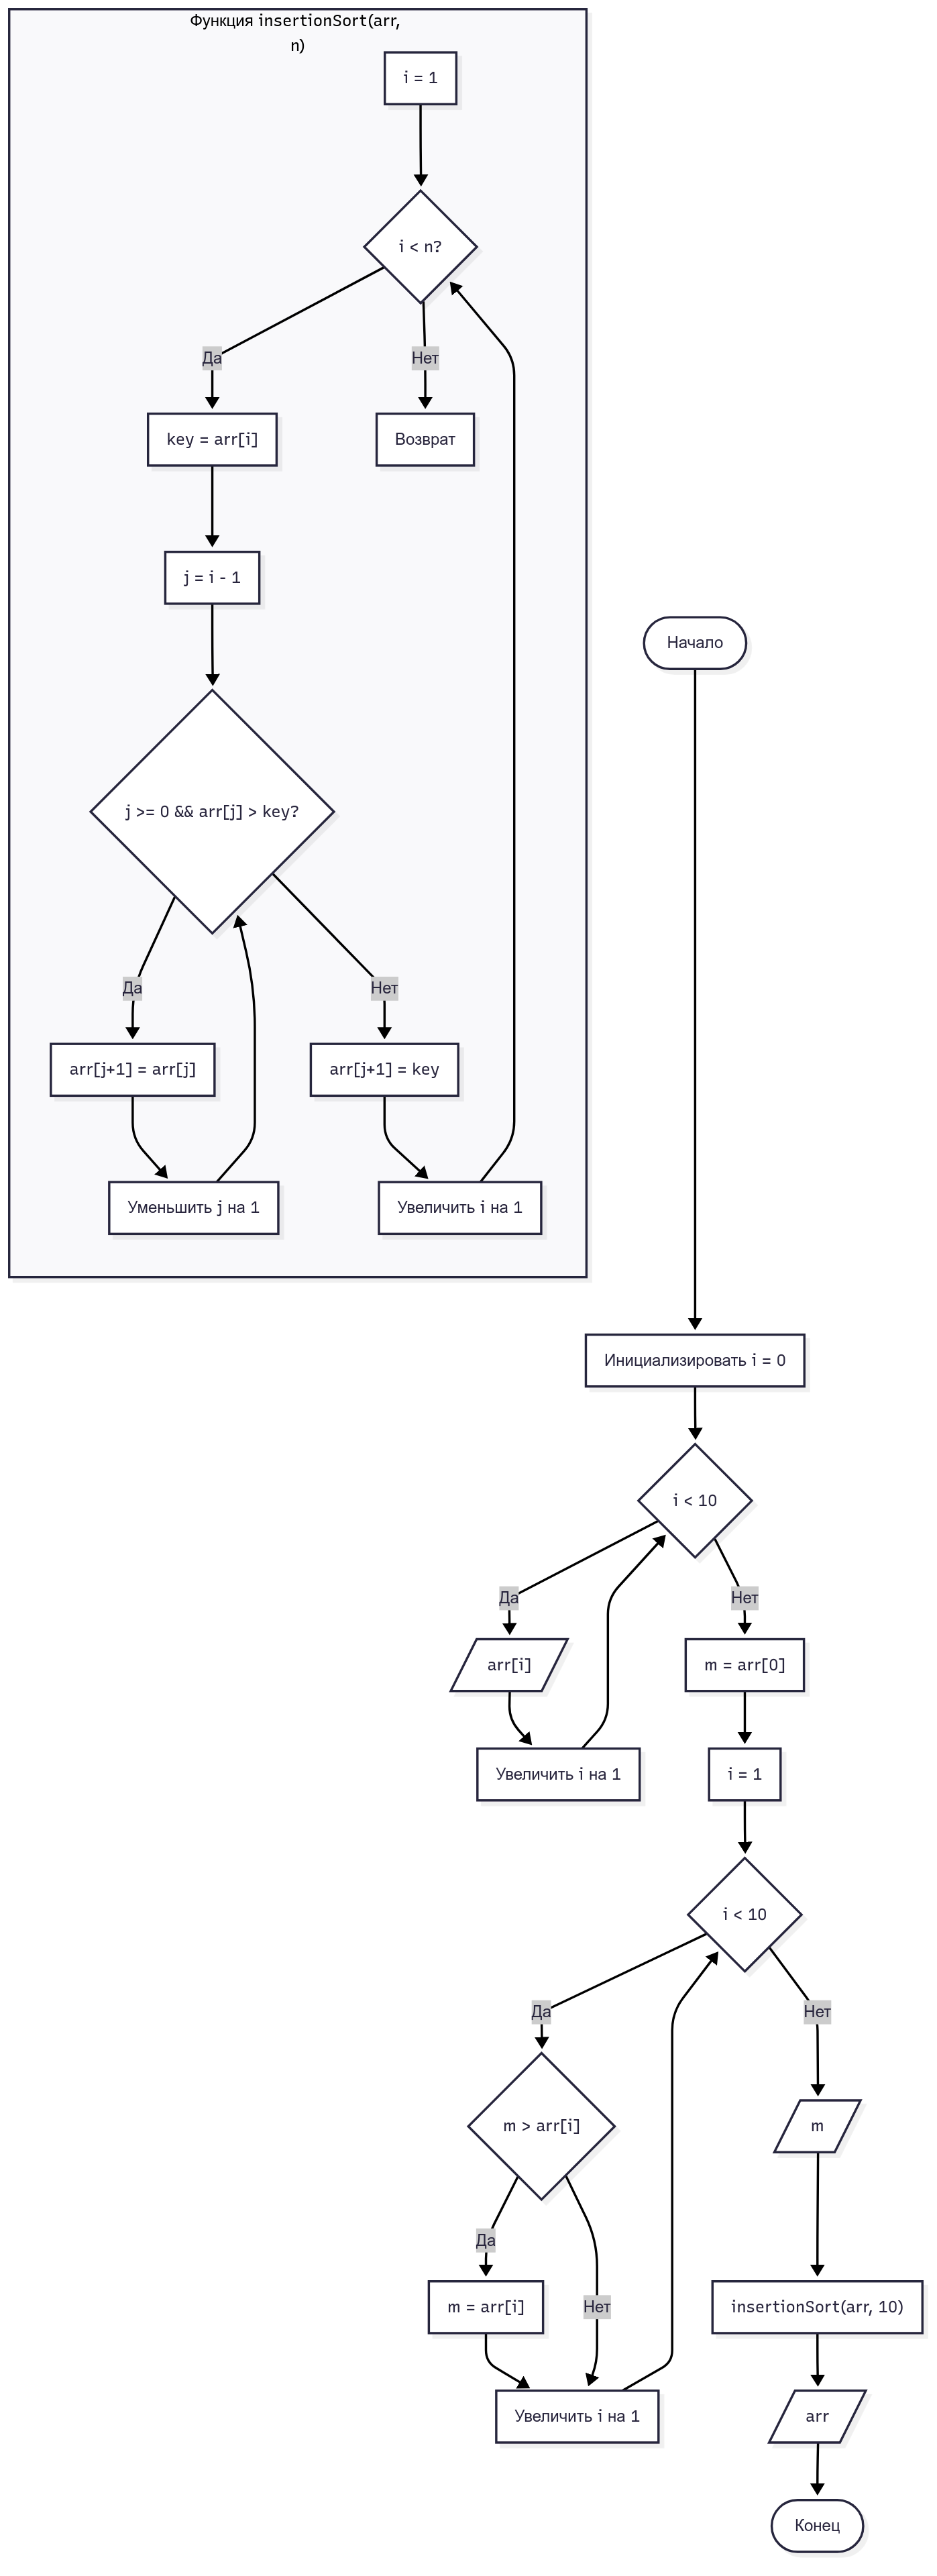 Функция insertionSort(arr,
n)
i = 1
i < n?
Да
Нет
key = arr[i]
Возврат
j = i - 1
j >= 0 && arr[j] > key?
Да
Нет
arr[j+1] = arr[j]
arr[j+1] = key
Уменьшить j на 1
Увеличить i на 1
Начало
Инициализировать i = 0
i < 10
Да
Нет
arr[i]
m = arr[0]
Увеличить i на 1
i = 1
i < 10
Да
Нет
m > arr[i]
m
Да
m = arr[i]
Нет
insertionSort(arr, 10)
Увеличить i на 1
arr
Конец